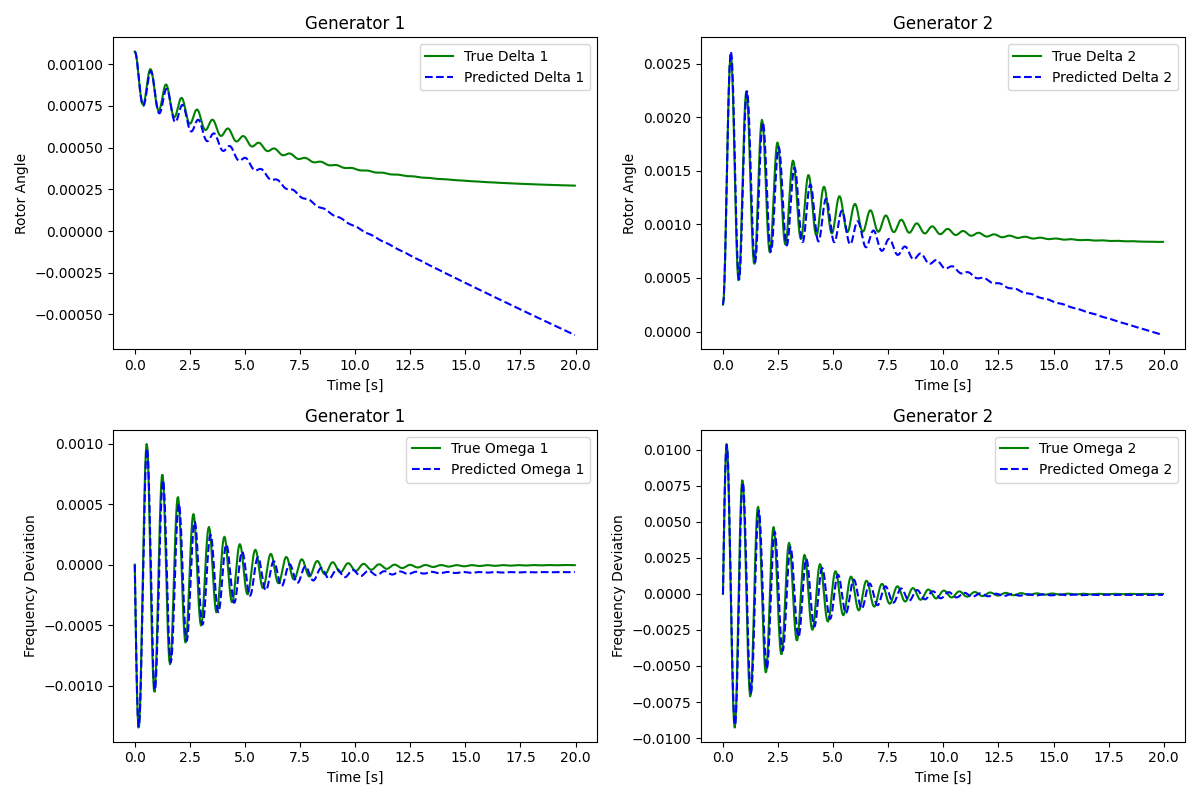 Generator 1
True Delta 1
Predicted Delta 1
Rotor Angle
0.00100
0.00075
0.00050
0.00025
0.00000
−0.00025
−0.00050
0.0 2.5 5.0 7.5 10.0 12.5 15.0 17.5 20.0
Time [s]
Generator 2
True Delta 2
Predicted Delta 2
Rotor Angle
0.0025
0.0020
0.0015
0.0010
0.0005
0.0000
0.0 2.5 5.0 7.5 10.0 12.5 15.0 17.5 20.0
Time [s]
Generator 1
True Omega 1
Predicted Omega 1
Frequency Deviation
0.0010
0.0005
0.0000
−0.0005
−0.0010
0.0 2.5 5.0 7.5 10.0 12.5 15.0 17.5 20.0
Time [s]
Generator 2
True Omega 2
Predicted Omega 2
Frequency Deviation
0.0100
0.0075
0.0050
0.0025
0.0000
−0.0025
−0.0050
−0.0075
−0.0100
0.0 2.5 5.0 7.5 10.0 12.5 15.0 17.5 20.0
Time [s]